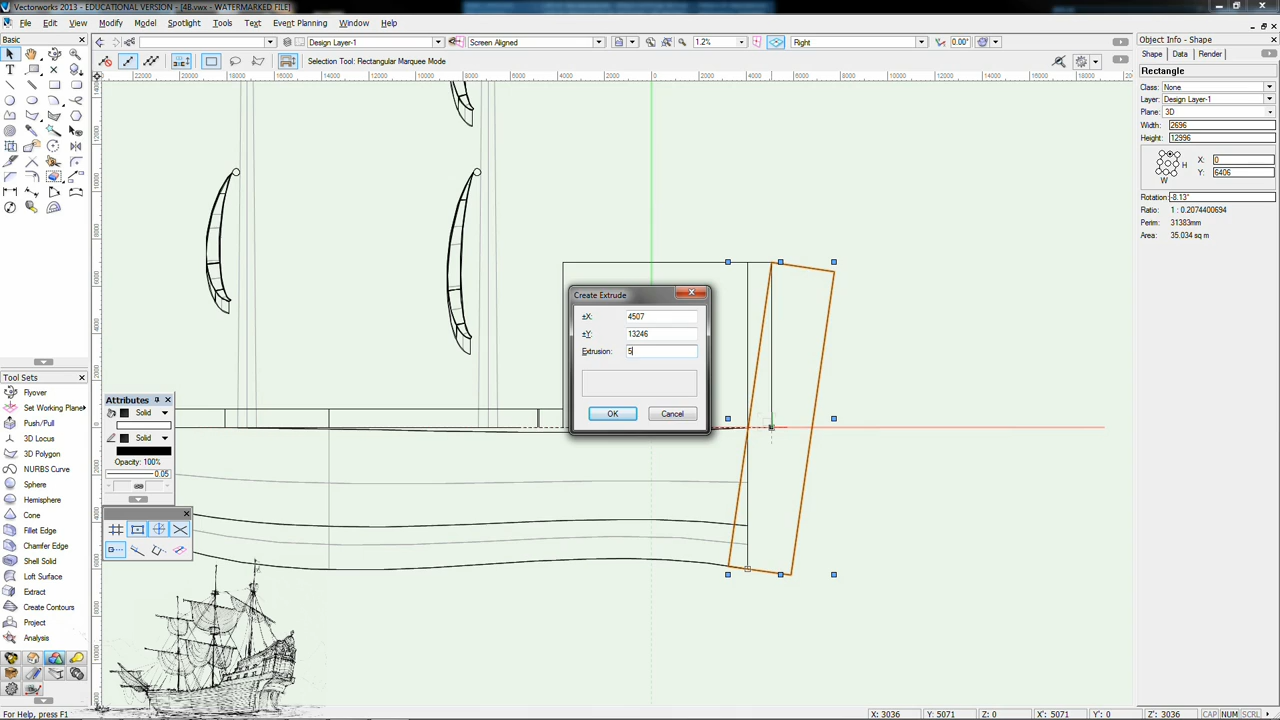 Vectorworks 2013 - EDUCATIONAL VERSION - [4B.vwx - WATERMARKED FILE]
File Edit View Modify Model Spotlight Tools Text Event Planning Window Help
Basic
Design Layer-1
Screen Aligned
1.2%
Right
0.00°
Selection Tool: Rectangular Marquee Mode
Object Info - Shape
Shape Data Render
Rectangle
Class: None
Layer: Design Layer-1
Plane: 3D
Width: 2696
Height: 12996
H
W
X: 0
Y: 6406
Rotation: -8.13°
Ratio: 1 : 0.2074400694
Perim: 31383mm
Area: 35.034 sq m
Create Extrude
±X: 4507
±Y: 13246
Extrusion: 5
OK Cancel
Tool Sets
Flyover
Set Working Plane
Push/Pull
3D Locus
3D Polygon
NURBS Curve
Sphere
Hemisphere
Cone
Fillet Edge
Chamfer Edge
Shell Solid
Loft Surface
Extract
Create Contours
Project
Analysis
Attributes
Solid
Solid
Opacity: 100%
0.05
For Help, press F1
X: 3036 Y: 5071 Z: 0 X': 5071 Y': 0 Z': 3036 CAP NUM SCRL